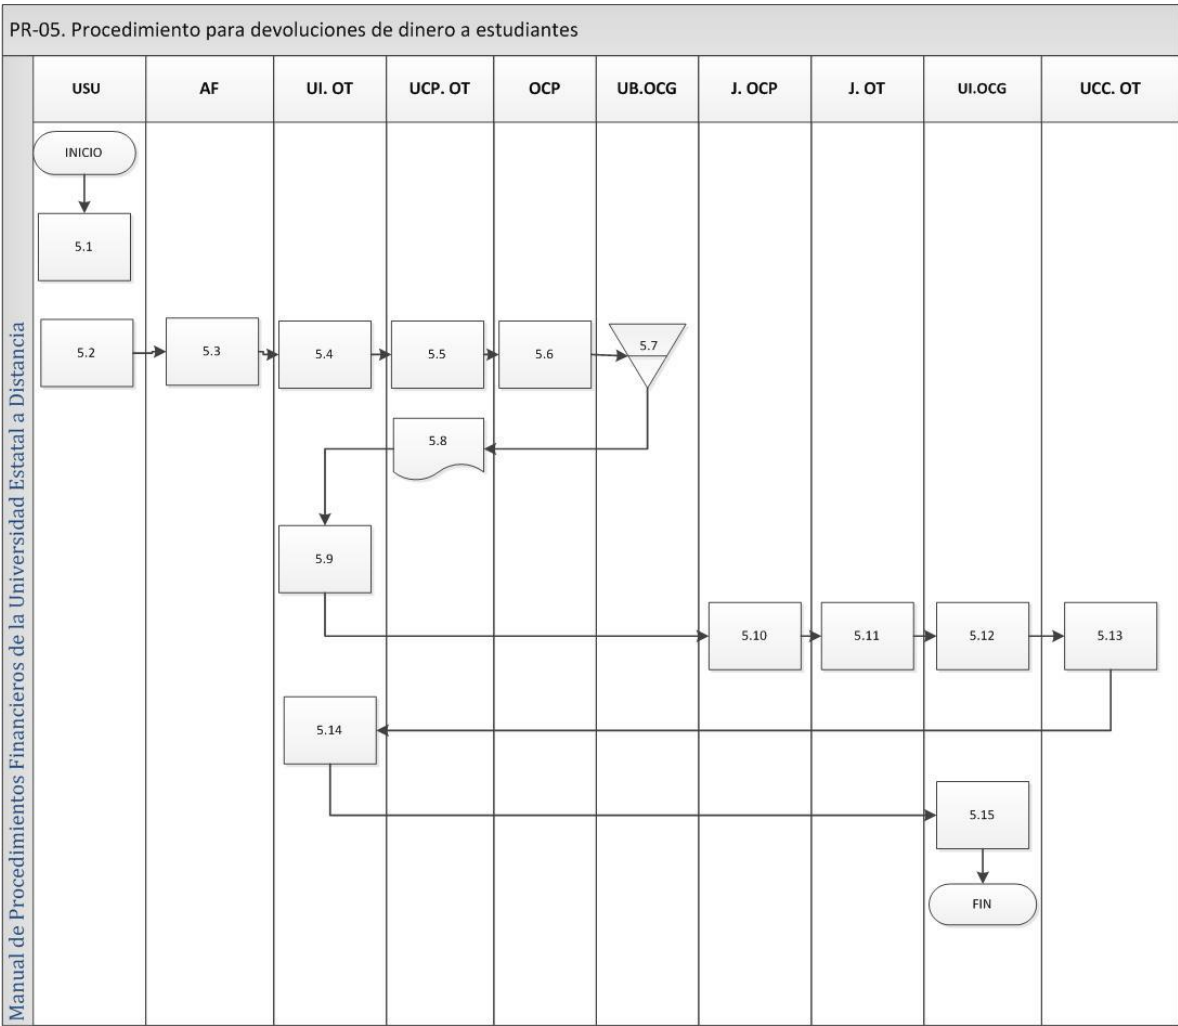 PR-05. Procedimiento para devoluciones de dinero a estudiantes
Manual de Procedimientos Financieros de la Universidad Estatal a Distancia
USU
AF
UI. OT
UCP. OT
OCP
UB.OCG
J. OCP
J. OT
UI.OCG
UCC. OT
INICIO
5.1
5.2
5.3
5.4
5.5
5.6
5.7
5.8
5.9
5.10
5.11
5.12
5.13
5.14
5.15
FIN